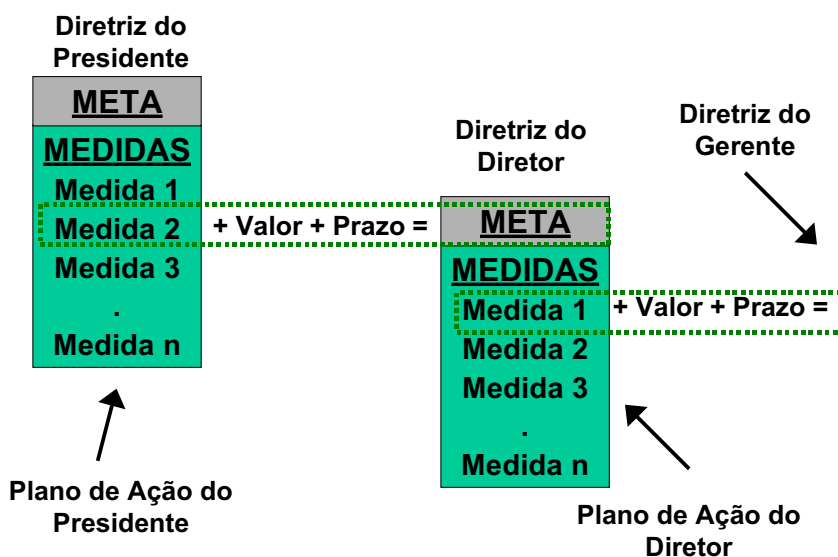 Diretriz do
Presidente
META
MEDIDAS
Medida 1
Medida 2
Medida 3
.
Medida n
Plano de Ação do
Presidente
+ Valor + Prazo =
Diretriz do
Diretor
META
MEDIDAS
Medida 1
Medida 2
Medida 3
.
Medida n
Plano de Ação do
Diretor
+ Valor + Prazo =
Diretriz do
Gerente